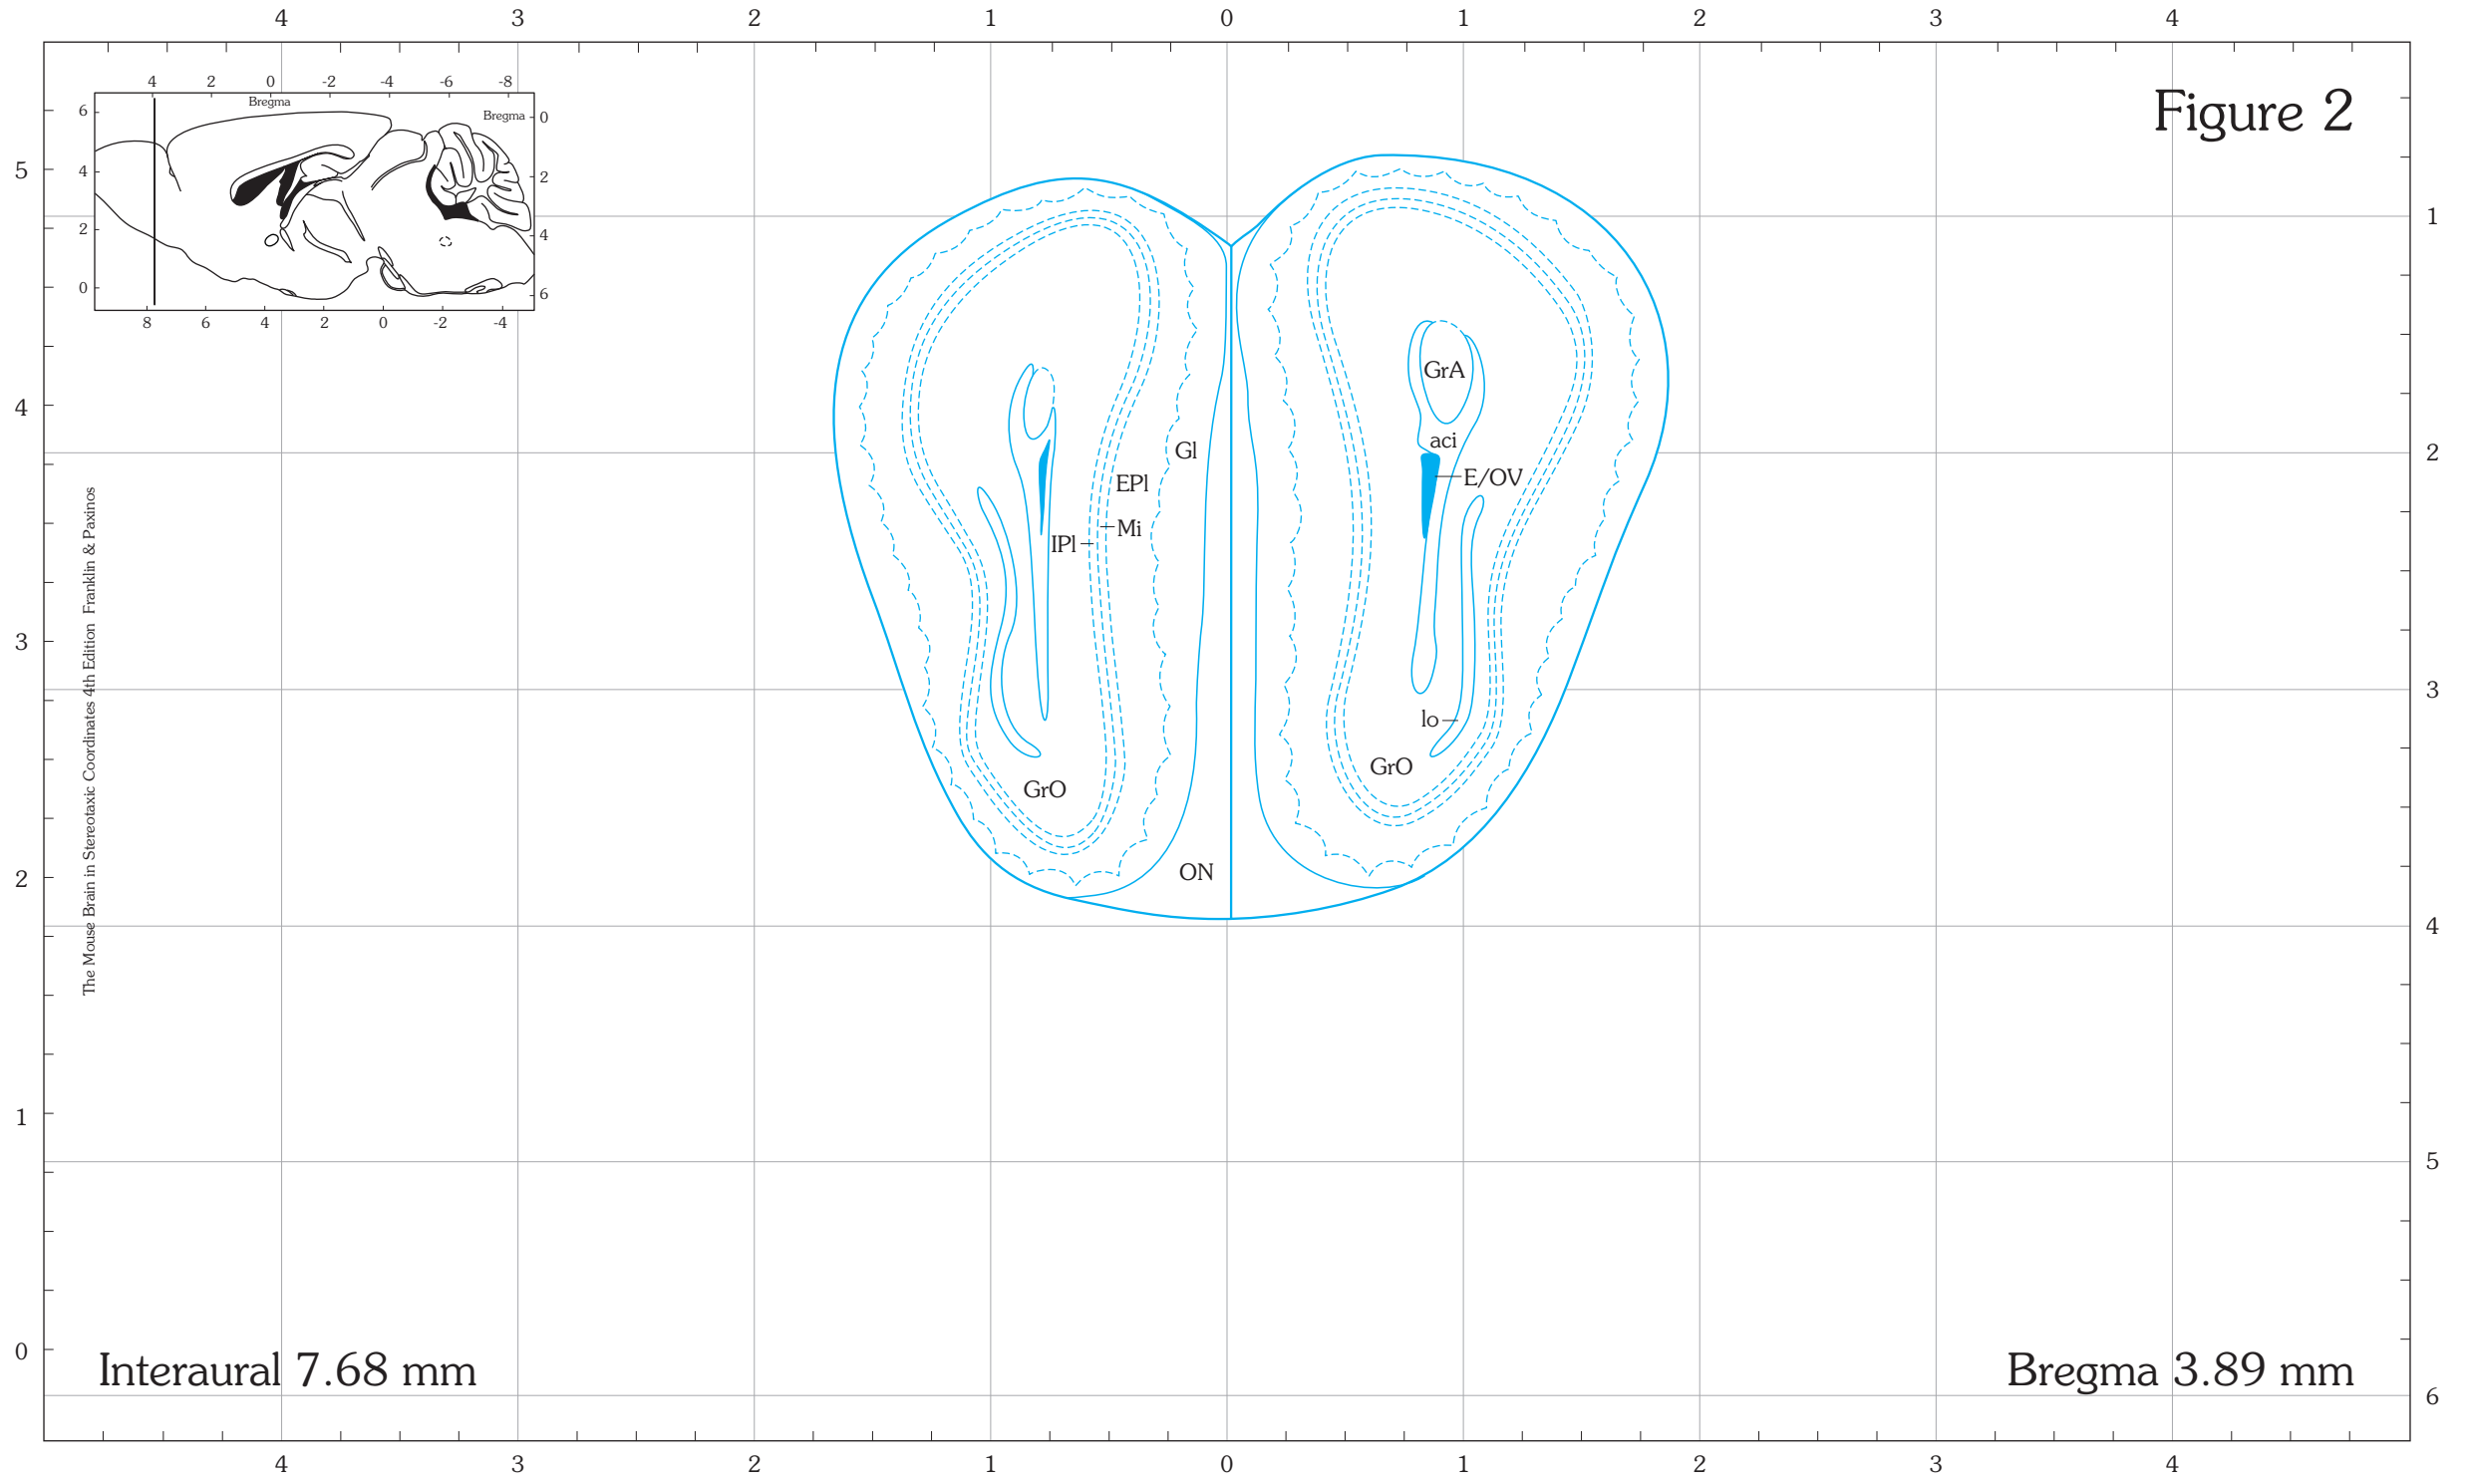 4 3 2 1 0 1 2 3 4
Figure 2
4 2 0 -2 -4 -6 -8
Bregma
Bregma
6
4
2
0
0
2
4
6
8 6 4 2 0 -2 -4
5
4
3
2
1
0
1
2
3
4
5
6
The Mouse Brain in Stereotaxic Coordinates 4th Edition Franklin & Paxinos
GrA
aci
Gl
E/OV
EPl
Mi
IPl
lo
GrO
GrO
ON
Interaural 7.68 mm
Bregma 3.89 mm
4 3 2 1 0 1 2 3 4